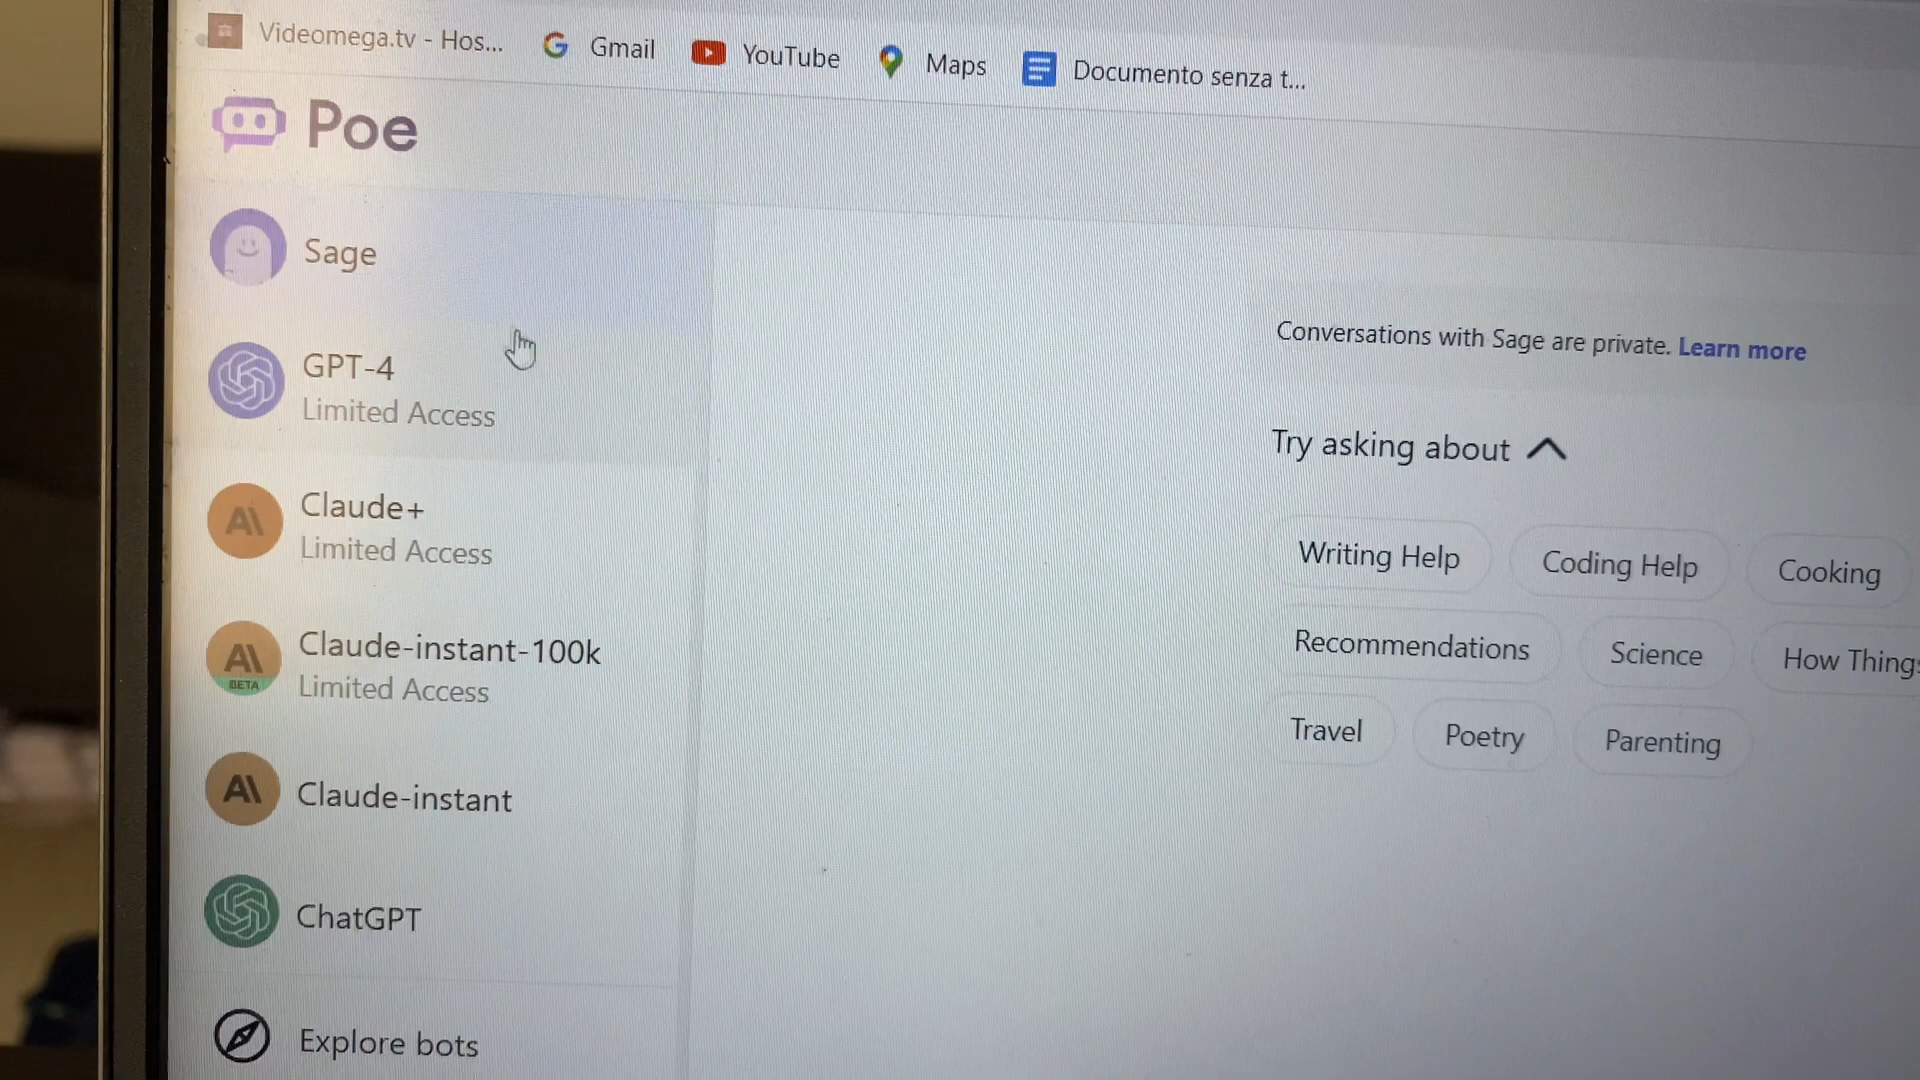 Videomega.tv - Hos...
Gmail
YouTube
Maps
Documento senza t...
Poe
Sage
GPT-4
Limited Access
Claude+
Limited Access
Claude-instant-100k
Limited Access
BETA
Claude-instant
ChatGPT
Explore bots
Conversations with Sage are private. Learn more
Try asking about
Writing Help
Coding Help
Cooking
Recommendations
Science
How Things
Travel
Poetry
Parenting